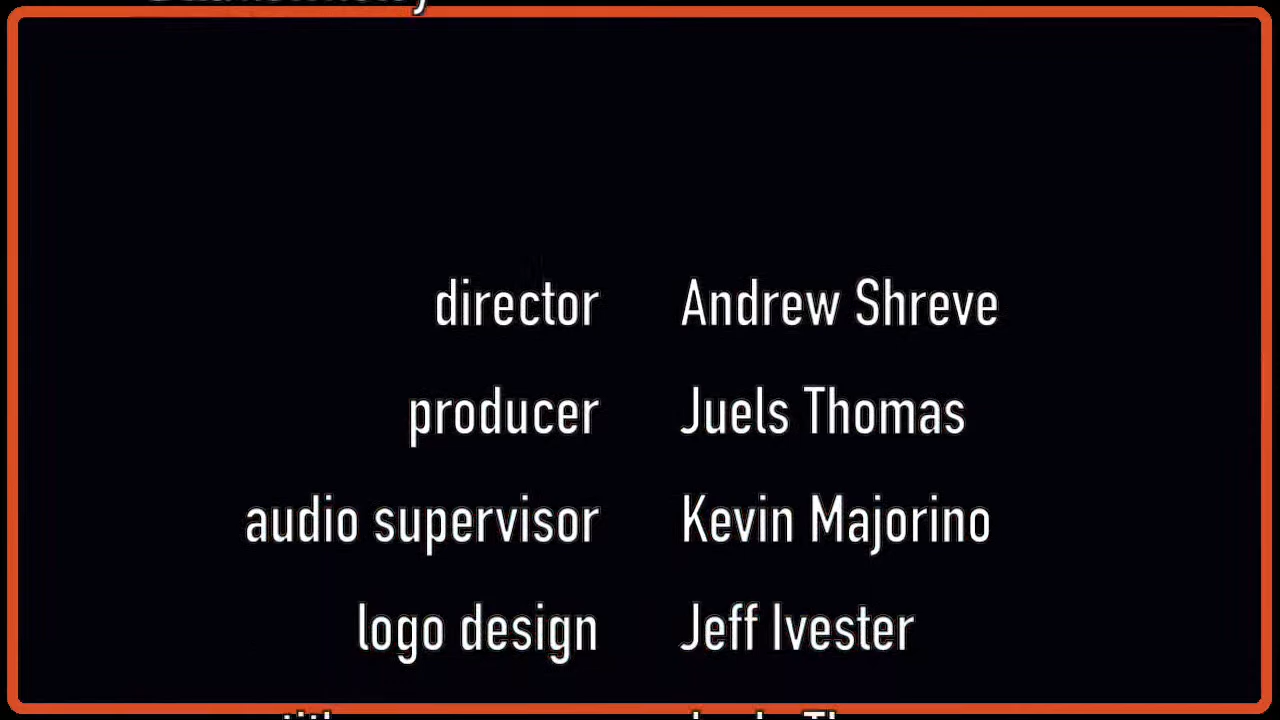 director Andrew Shreve
producer Juels Thomas
audio supervisor Kevin Majorino
logo design Jeff Ivester